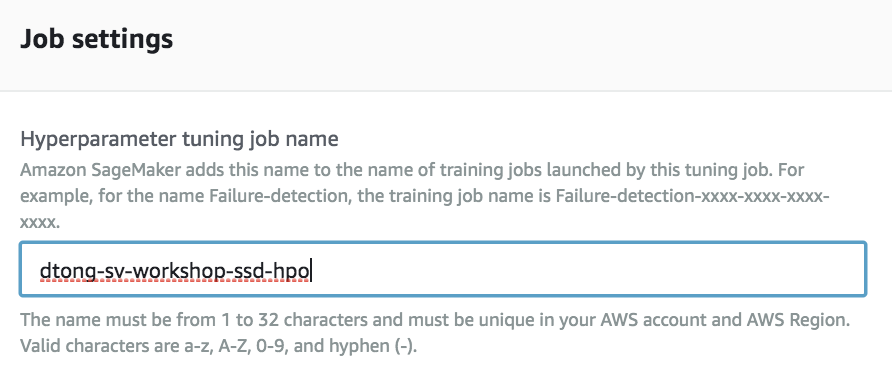 Job settings
Hyperparameter tuning job name
Amazon SageMaker adds this name to the name of training jobs launched by this tuning job. For
example, for the name Failure-detection, the training job name is Failure-detection-xxxx-xxxx-xxxx-
xxxx.
dtong-sv-workshop-ssd-hpo
The name must be from 1 to 32 characters and must be unique in your AWS account and AWS Region.
Valid characters are a-z, A-Z, 0-9, and hyphen (-).